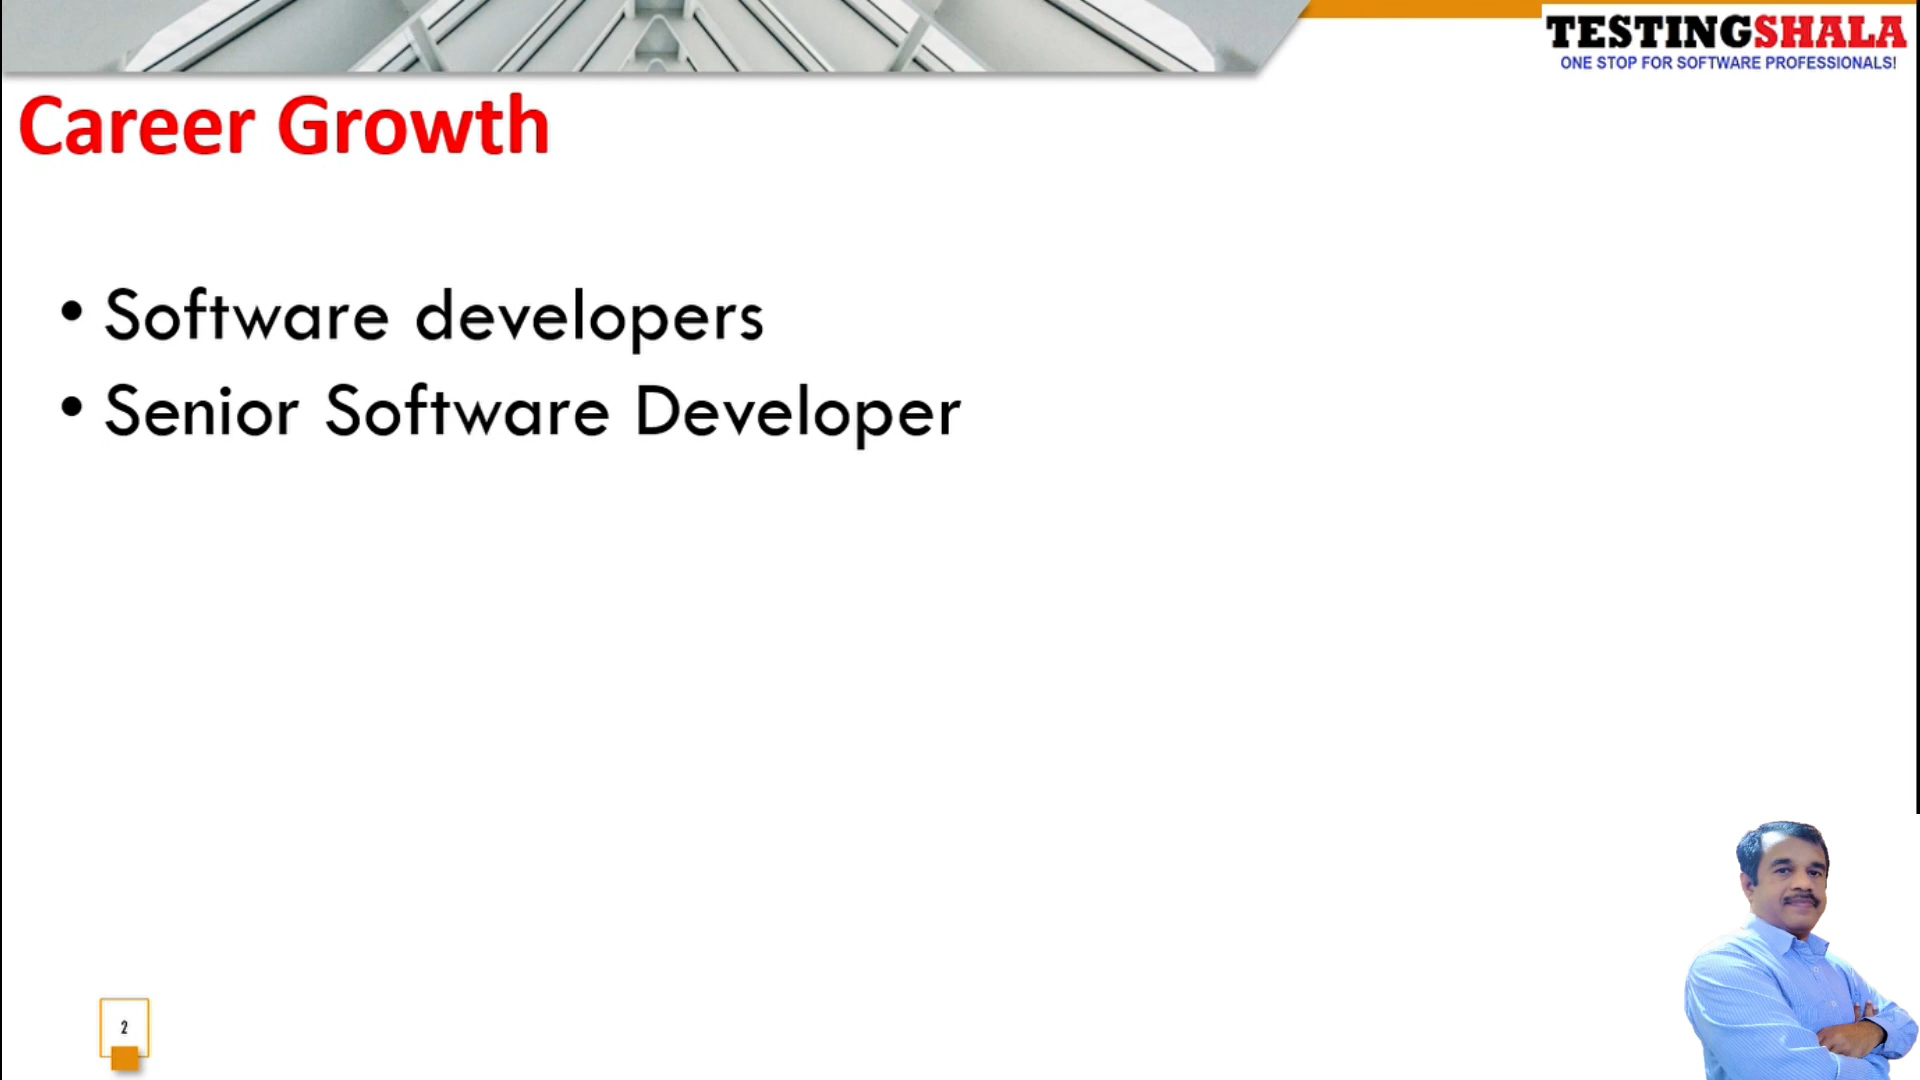 TESTINGSHALA
ONE STOP FOR SOFTWARE PROFESSIONALS!
Career Growth
• Software developers
• Senior Software Developer
2